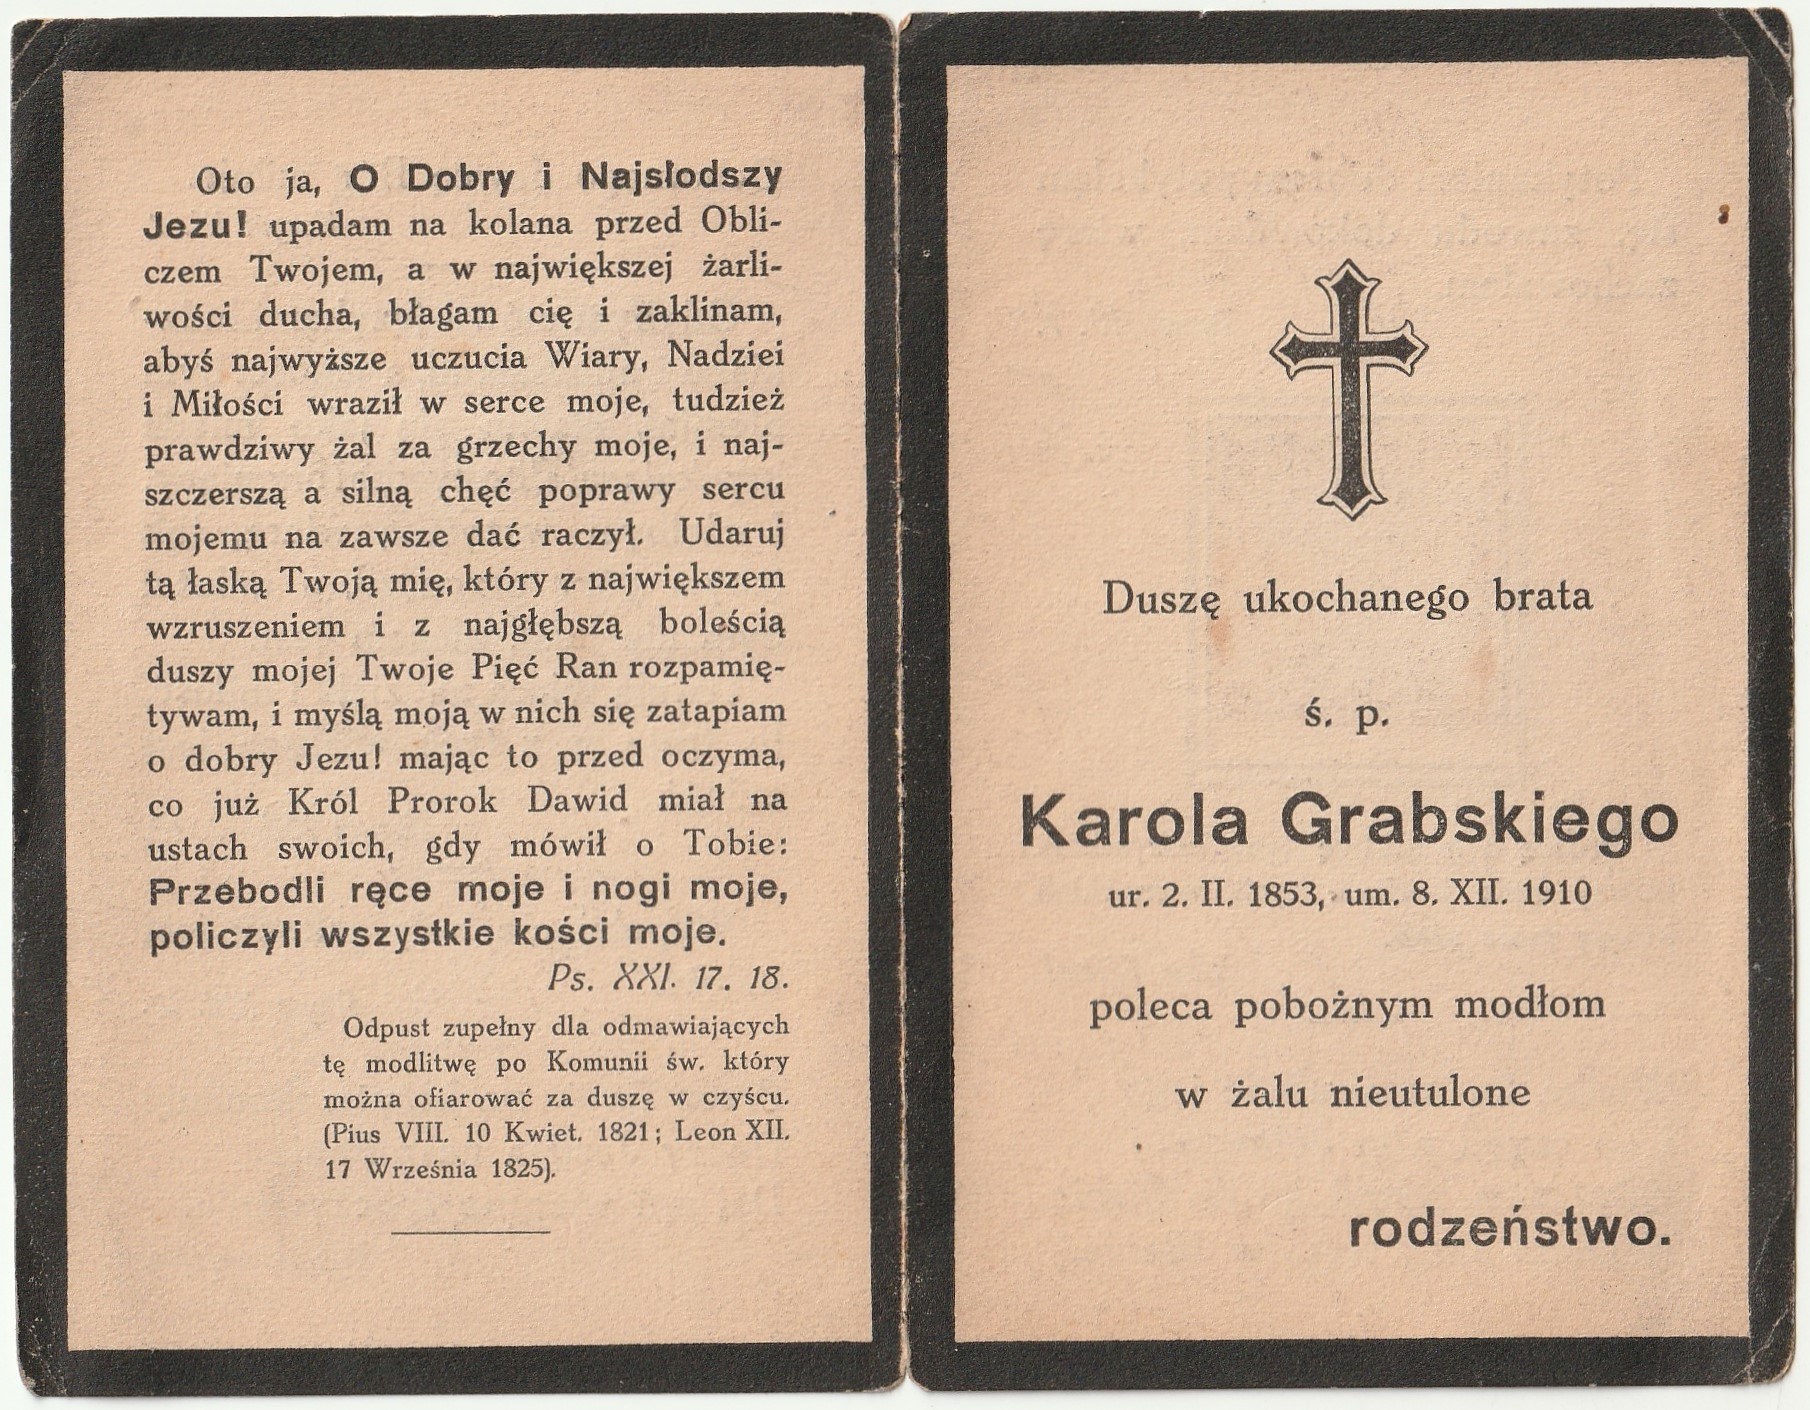 Oto ja, O Dobry i Najsłodszy
Jezu! upadam na kolana przed Obli-
czem Twojem, a w największej żarli-
wości ducha, błagam cię i zaklinam,
abyś najwyższe uczucia Wiary, Nadziei
i Miłości wraził w serce moje, tudzież
prawdziwy żal za grzechy moje, i naj-
szczerszą a silną chęć poprawy sercu
mojemu na zawsze dać raczył. Udaruj
tą łaską Twoją mię, który z największem
wzruszeniem i z najgłębszą boleścią
duszy mojej Twoje Pięć Ran rozpamię-
tywam, i myślą moją w nich się zatapiam
o dobry Jezu! mając to przed oczyma,
co już Król Prorok Dawid miał na
ustach swoich, gdy mówił o Tobie:
Przebodli ręce moje i nogi moje,
policzyli wszystkie kości moje.
Ps. XXI. 17. 18.
Odpust zupełny dla odmawiających
tę modlitwę po Komunii św. który
można ofiarować za duszę w czyścu.
(Pius VIII. 10 Kwiet. 1821; Leon XII.
17 Września 1825).
Duszę ukochanego brata
ś. p.
Karola Grabskiego
ur. 2. II. 1853, um. 8. XII. 1910
poleca pobożnym modłom
w żalu nieutulone
rodzeństwo.